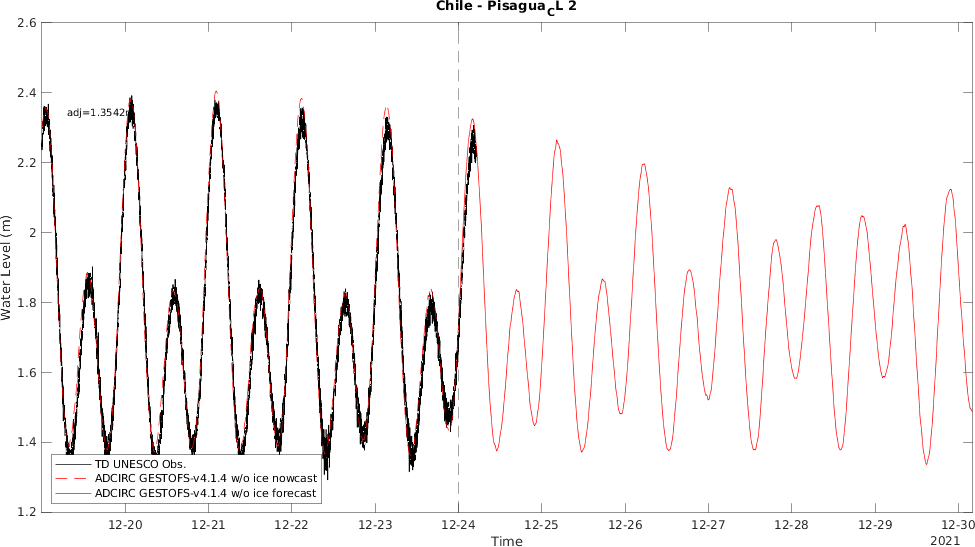 Chile - Pisagua_CL 2
2.6
2.4
2.2
2
1.8
1.6
1.4
1.2
Water Level (m)
adj=1.3542m
TD UNESCO Obs.
ADCIRC GESTOFS-v4.1.4 w/o ice nowcast
ADCIRC GESTOFS-v4.1.4 w/o ice forecast
12-20 12-21 12-22 12-23 12-24 12-25 12-26 12-27 12-28 12-29 12-30
Time
2021